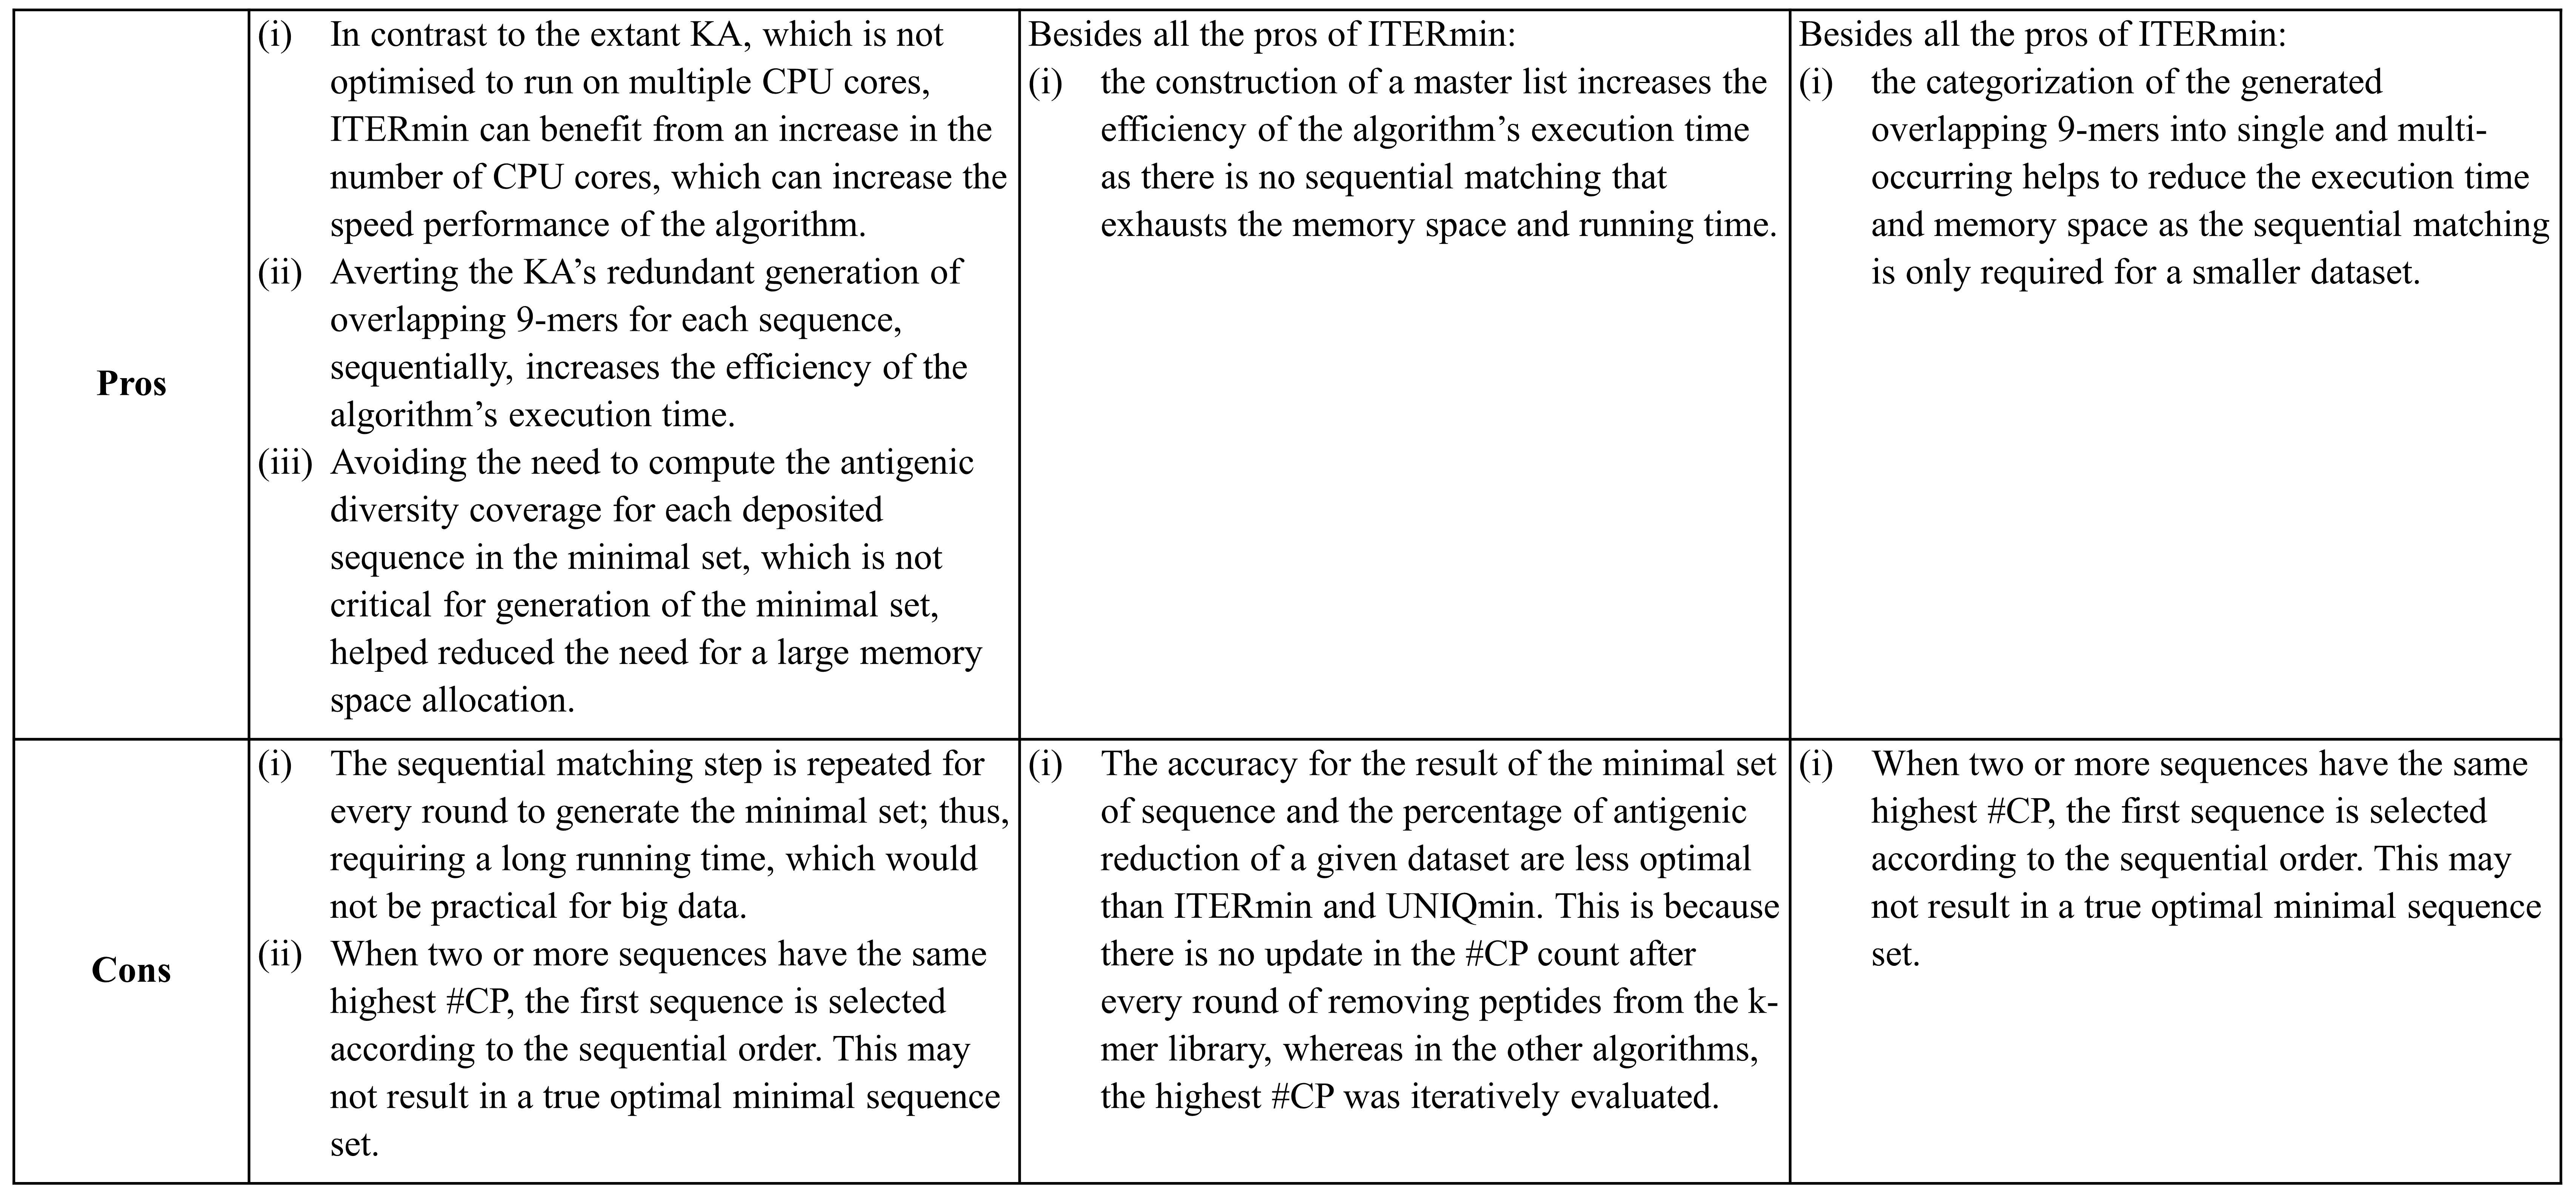 Pros
(i) In contrast to the extant KA, which is not
optimised to run on multiple CPU cores,
ITERmin can benefit from an increase in the
number of CPU cores, which can increase the
speed performance of the algorithm.
(ii) Averting the KA’s redundant generation of
overlapping 9-mers for each sequence,
sequentially, increases the efficiency of the
algorithm’s execution time.
(iii) Avoiding the need to compute the antigenic
diversity coverage for each deposited
sequence in the minimal set, which is not
critical for generation of the minimal set,
helped reduced the need for a large memory
space allocation.
Besides all the pros of ITERmin:
(i) the construction of a master list increases the
efficiency of the algorithm’s execution time
as there is no sequential matching that
exhausts the memory space and running time.
Besides all the pros of ITERmin:
(i) the categorization of the generated
overlapping 9-mers into single and multi-
occurring helps to reduce the execution time
and memory space as the sequential matching
is only required for a smaller dataset.
Cons
(i) The sequential matching step is repeated for
every round to generate the minimal set; thus,
requiring a long running time, which would
not be practical for big data.
(ii) When two or more sequences have the same
highest #CP, the first sequence is selected
according to the sequential order. This may
not result in a true optimal minimal sequence
set.
(i) The accuracy for the result of the minimal set
of sequence and the percentage of antigenic
reduction of a given dataset are less optimal
than ITERmin and UNIQmin. This is because
there is no update in the #CP count after
every round of removing peptides from the k-
mer library, whereas in the other algorithms,
the highest #CP was iteratively evaluated.
(i) When two or more sequences have the same
highest #CP, the first sequence is selected
according to the sequential order. This may
not result in a true optimal minimal sequence
set.